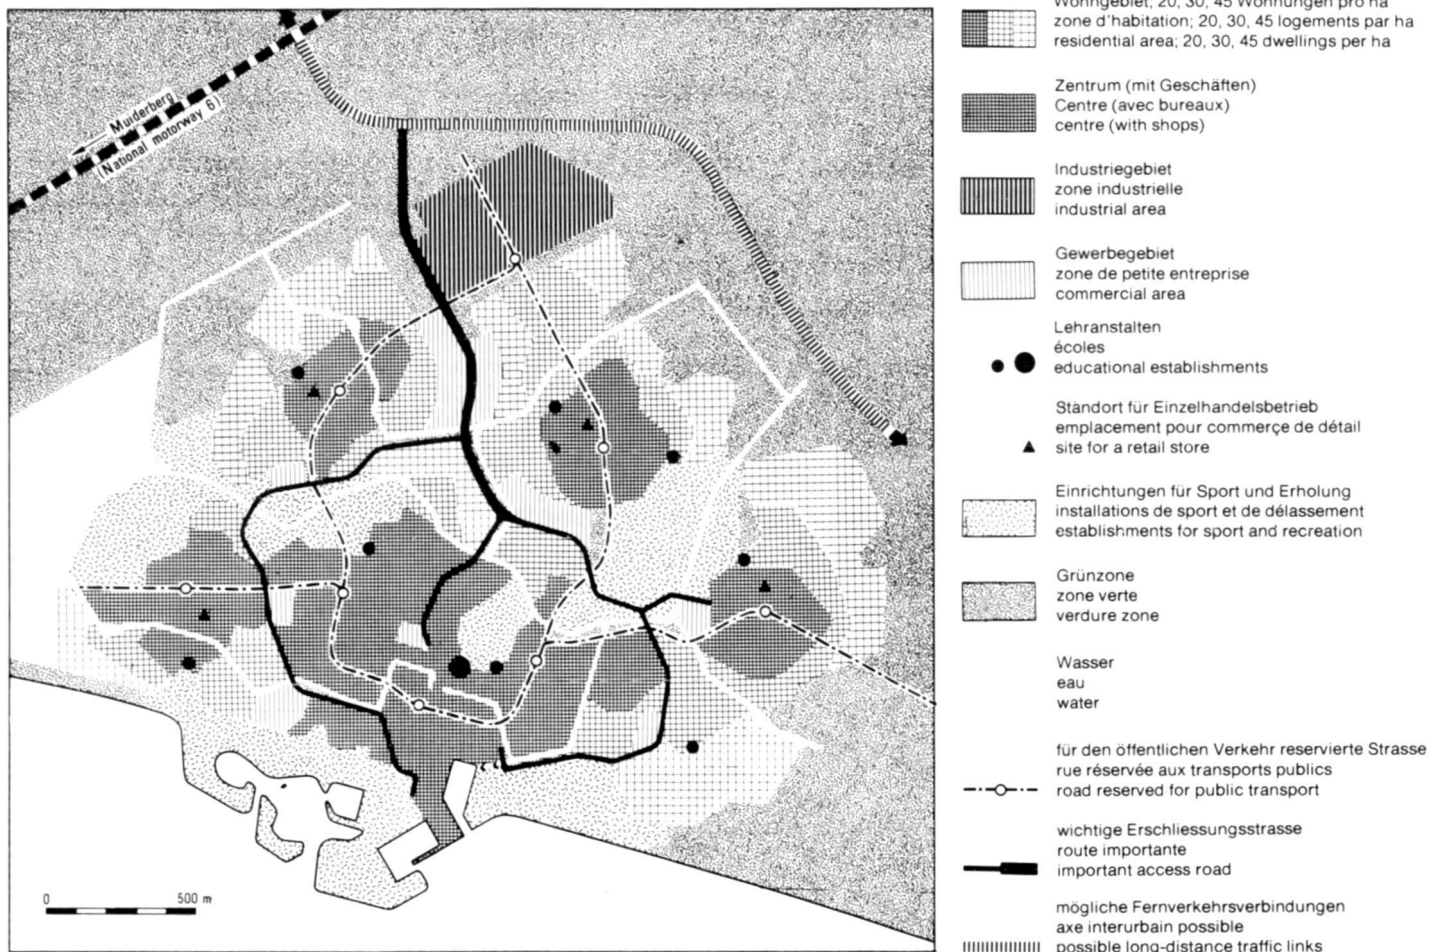 Muiderberg
(National motorway 6)
0 500 m
Wohngebiet; 20, 30, 45 Wohnungen pro ha
zone d'habitation; 20, 30, 45 logements par ha
residential area; 20, 30, 45 dwellings per ha
Zentrum (mit Geschäften)
Centre (avec bureaux)
centre (with shops)
Industriegebiet
zone industrielle
industrial area
Gewerbegebiet
zone de petite entreprise
commercial area
Lehranstalten
écoles
educational establishments
Standort für Einzelhandelsbetrieb
emplacement pour commerçe de détail
site for a retail store
Einrichtungen für Sport und Erholung
installations de sport et de délassement
establishments for sport and recreation
Grünzone
zone verte
verdure zone
Wasser
eau
water
für den öffentlichen Verkehr reservierte Strasse
rue réservée aux transports publics
road reserved for public transport
wichtige Erschliessungsstrasse
route importante
important access road
mögliche Fernverkehrsverbindungen
axe interurbain possible
possible long-distance traffic links